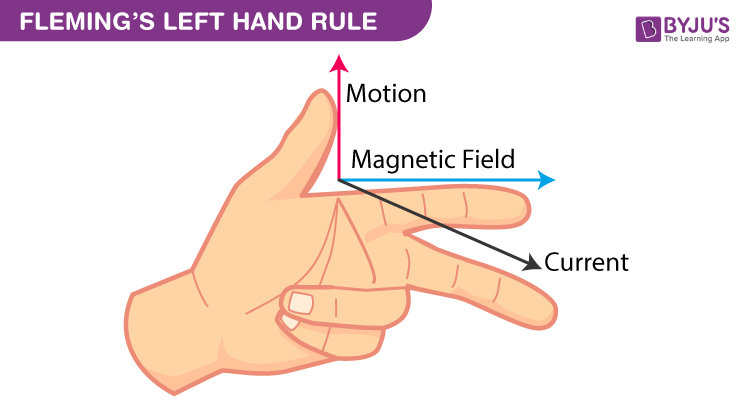 FLEMING'S LEFT HAND RULE
BYJU'S
The Learning App
Motion
Magnetic Field
Current